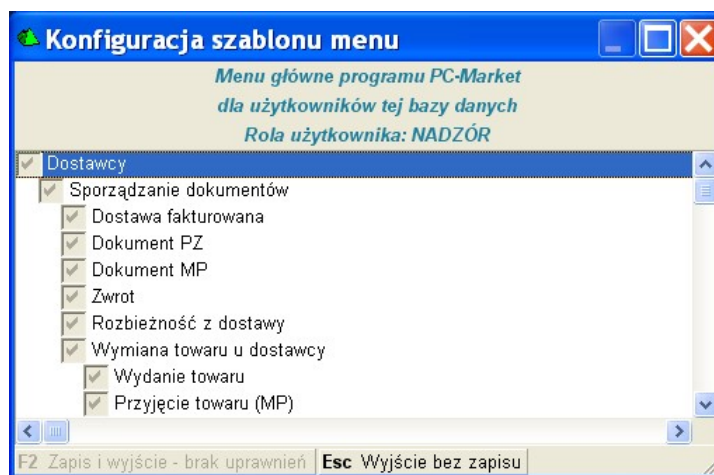 Konfiguracja szablonu menu
Menu główne programu PC-Market
dla użytkowników tej bazy danych
Rola użytkownika: NADZÓR
Dostawcy
Sporządzanie dokumentów
Dostawa fakturowana
Dokument PZ
Dokument MP
Zwrot
Rozbieżność z dostawy
Wymiana towaru u dostawcy
Wydanie towaru
Przyjęcie towaru (MP)
F2 Zapis i wyjście - brak uprawnień Esc Wyjście bez zapisu